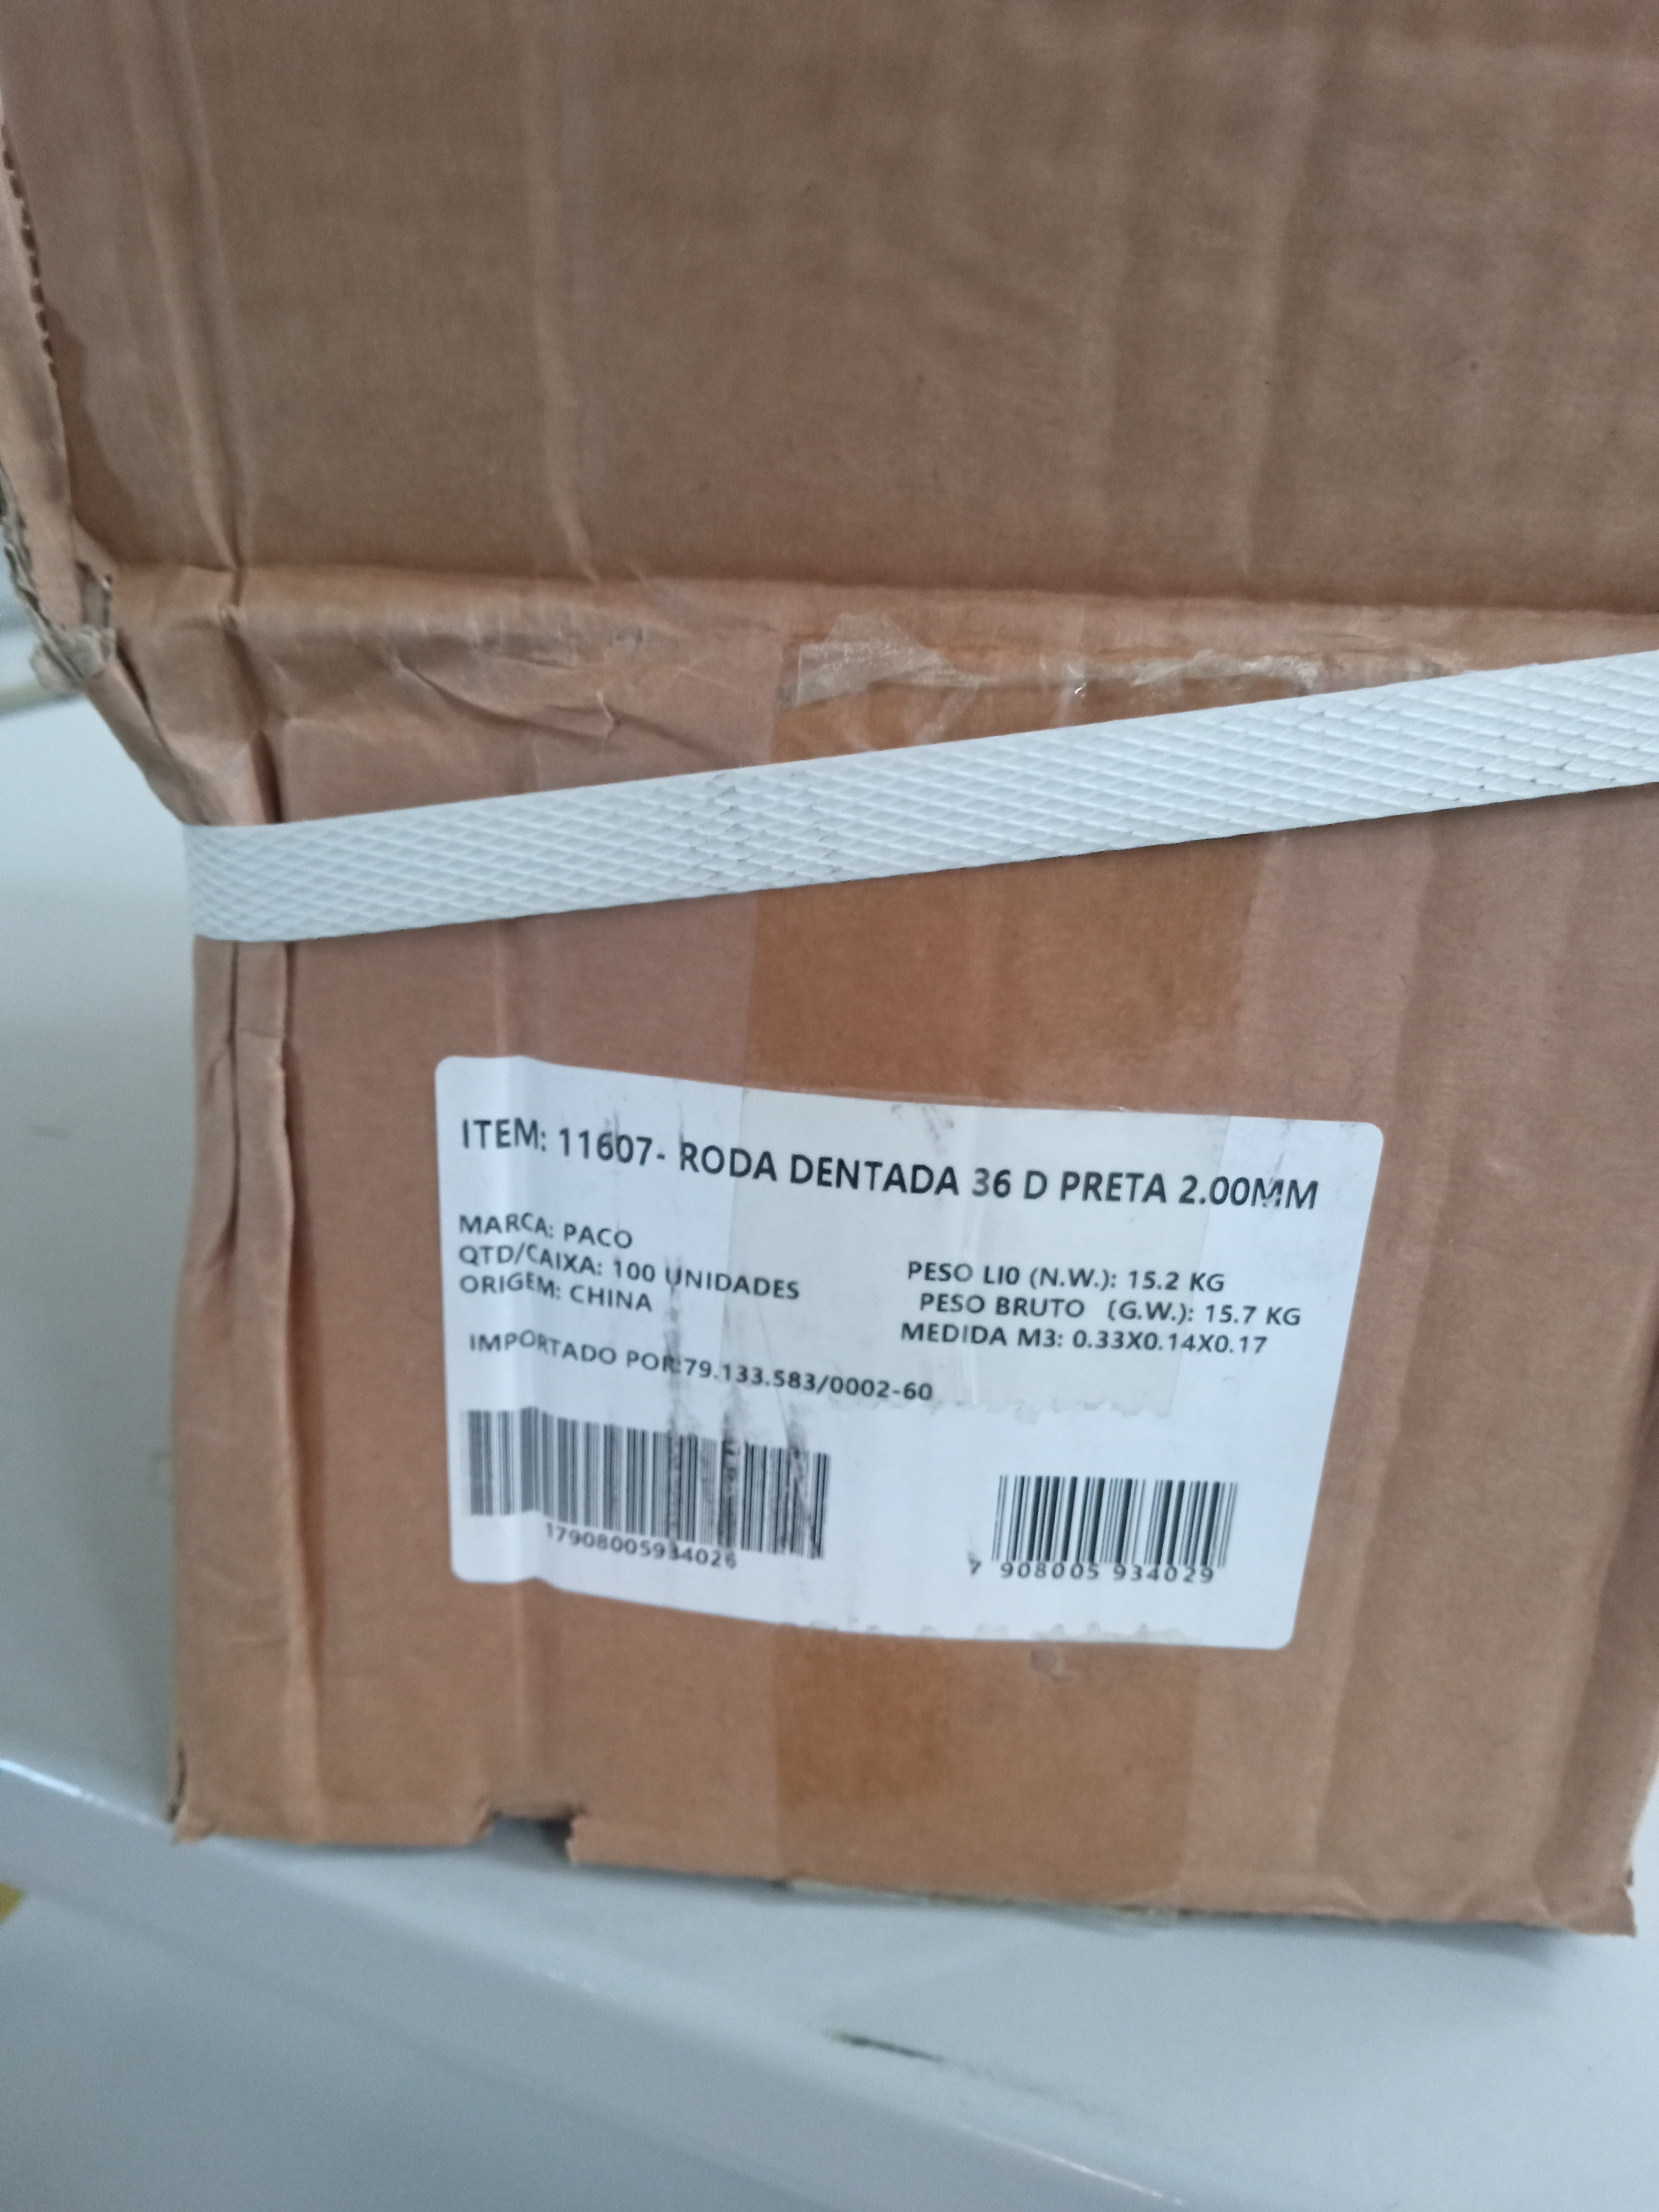 ITEM: 11607- RODA DENTADA 36 D PRETA 2.00MM
MARCA: PACO
QTD/CAIXA: 100 UNIDADES
ORIGEM: CHINA
PESO LI0 (N.W.): 15.2 KG
PESO BRUTO (G.W.): 15.7 KG
MEDIDA M3: 0.33X0.14X0.17
IMPORTADO POR:79.133.583/0002-60
17908005934026
7 908005 934029